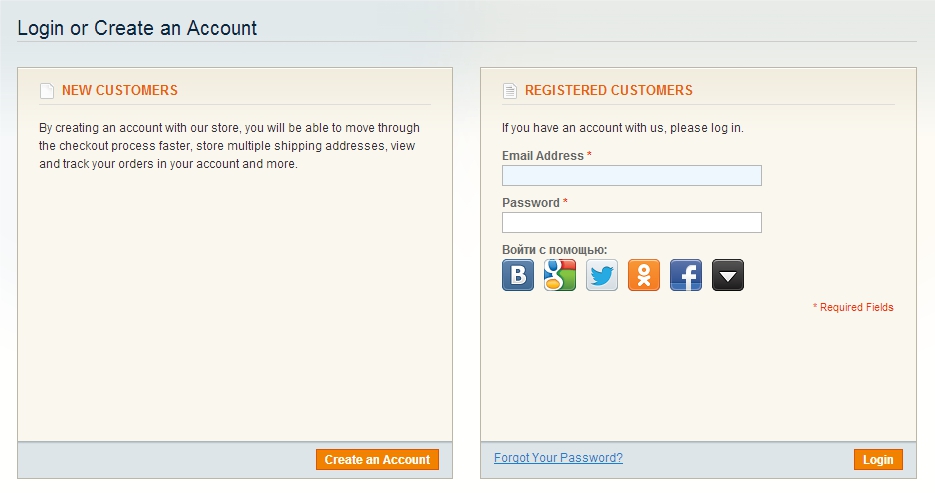 Login or Create an Account
NEW CUSTOMERS
By creating an account with our store, you will be able to move through
the checkout process faster, store multiple shipping addresses, view
and track your orders in your account and more.
Create an Account
REGISTERED CUSTOMERS
If you have an account with us, please log in.
Email Address *
Password *
Войти с помощью:
B g f
* Required Fields
Forgot Your Password?
Login